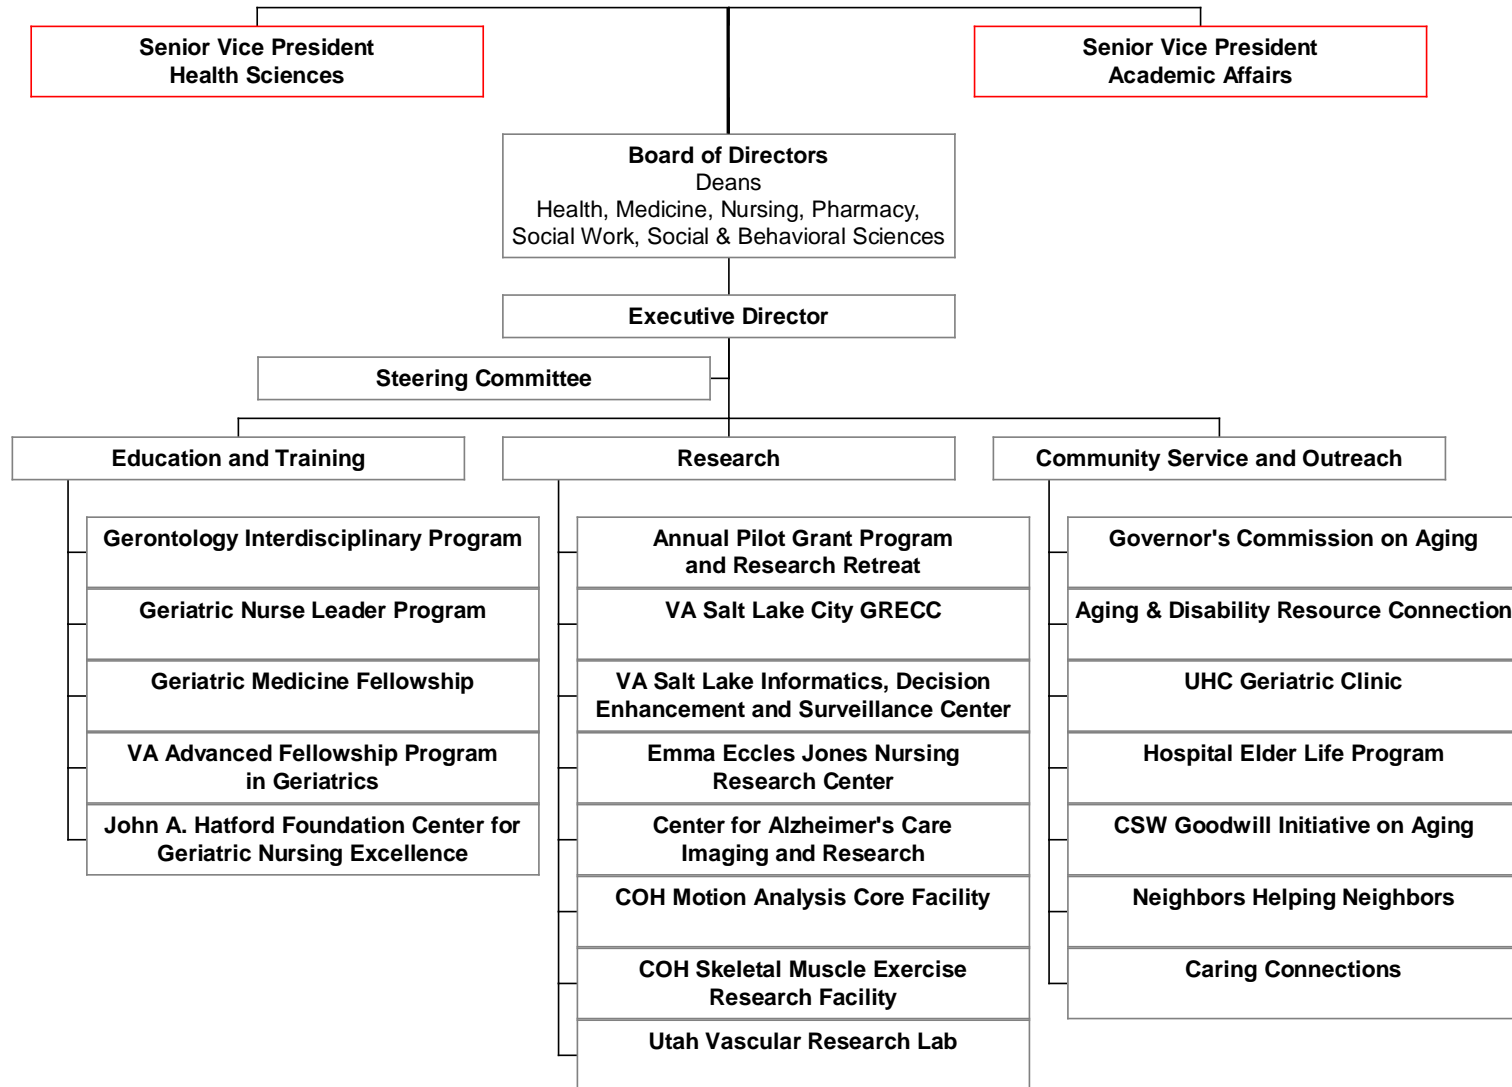 Senior Vice President
Health Sciences
Senior Vice President
Academic Affairs
Board of Directors
Deans
Health, Medicine, Nursing, Pharmacy,
Social Work, Social & Behavioral Sciences
Executive Director
Steering Committee
Education and Training
Gerontology Interdisciplinary Program
Geriatric Nurse Leader Program
Geriatric Medicine Fellowship
VA Advanced Fellowship Program
in Geriatrics
John A. Hatford Foundation Center for
Geriatric Nursing Excellence
Research
Annual Pilot Grant Program
and Research Retreat
VA Salt Lake City GRECC
VA Salt Lake Informatics, Decision
Enhancement and Surveillance Center
Emma Eccles Jones Nursing
Research Center
Center for Alzheimer's Care
Imaging and Research
COH Motion Analysis Core Facility
COH Skeletal Muscle Exercise
Research Facility
Utah Vascular Research Lab
Community Service and Outreach
Governor's Commission on Aging
Aging & Disability Resource Connection
UHC Geriatric Clinic
Hospital Elder Life Program
CSW Goodwill Initiative on Aging
Neighbors Helping Neighbors
Caring Connections